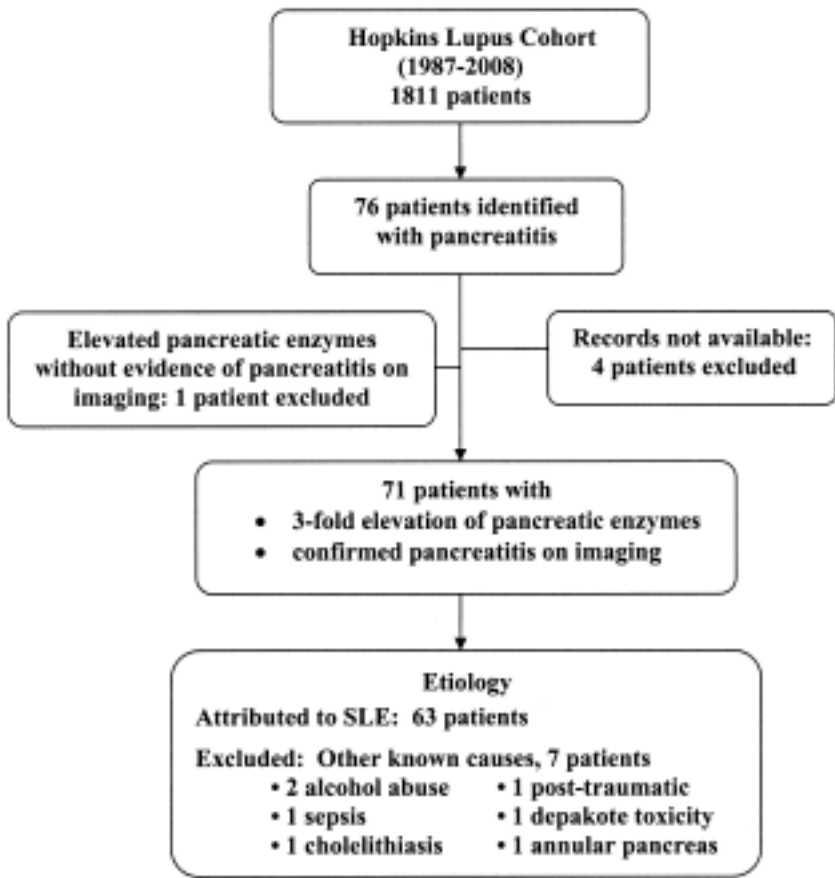 Hopkins Lupus Cohort
(1987-2008)
1811 patients
76 patients identified
with pancreatitis
Elevated pancreatic enzymes
without evidence of pancreatitis on
imaging: 1 patient excluded
Records not available:
4 patients excluded
71 patients with
• 3-fold elevation of pancreatic enzymes
• confirmed pancreatitis on imaging
Etiology
Attributed to SLE: 63 patients
Excluded: Other known causes, 7 patients
• 2 alcohol abuse • 1 post-traumatic
• 1 sepsis • 1 depakote toxicity
• 1 cholelithiasis • 1 annular pancreas